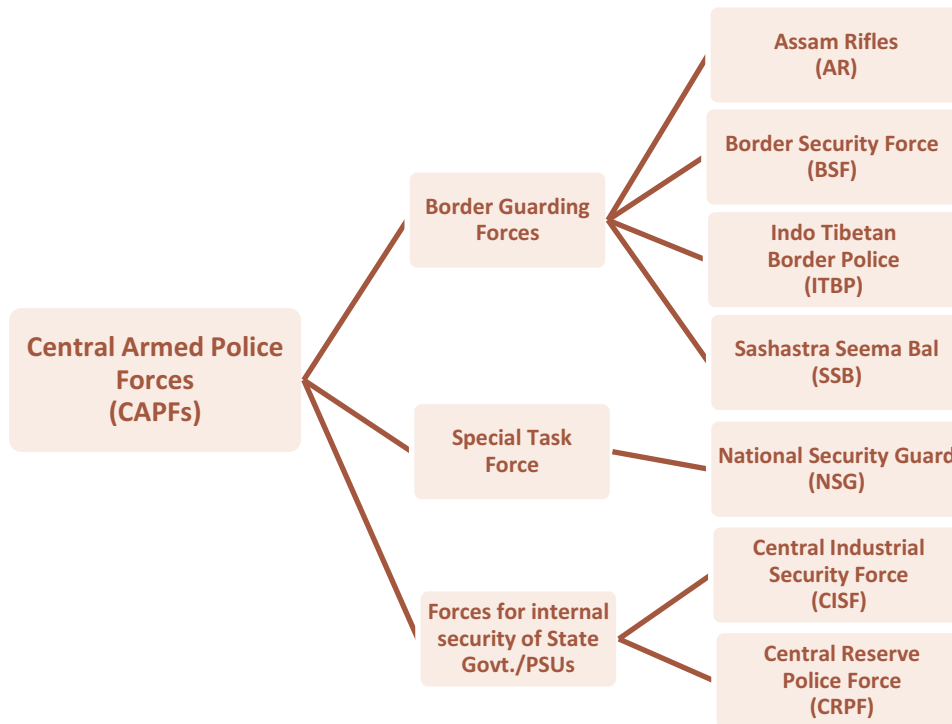 Central Armed Police
Forces
(CAPFs)
Border Guarding
Forces
Assam Rifles
(AR)
Border Security Force
(BSF)
Indo Tibetan
Border Police
(ITBP)
Sashastra Seema Bal
(SSB)
Special Task
Force
National Security Guard
(NSG)
Forces for internal
security of State
Govt./PSUs
Central Industrial
Security Force
(CISF)
Central Reserve
Police Force
(CRPF)